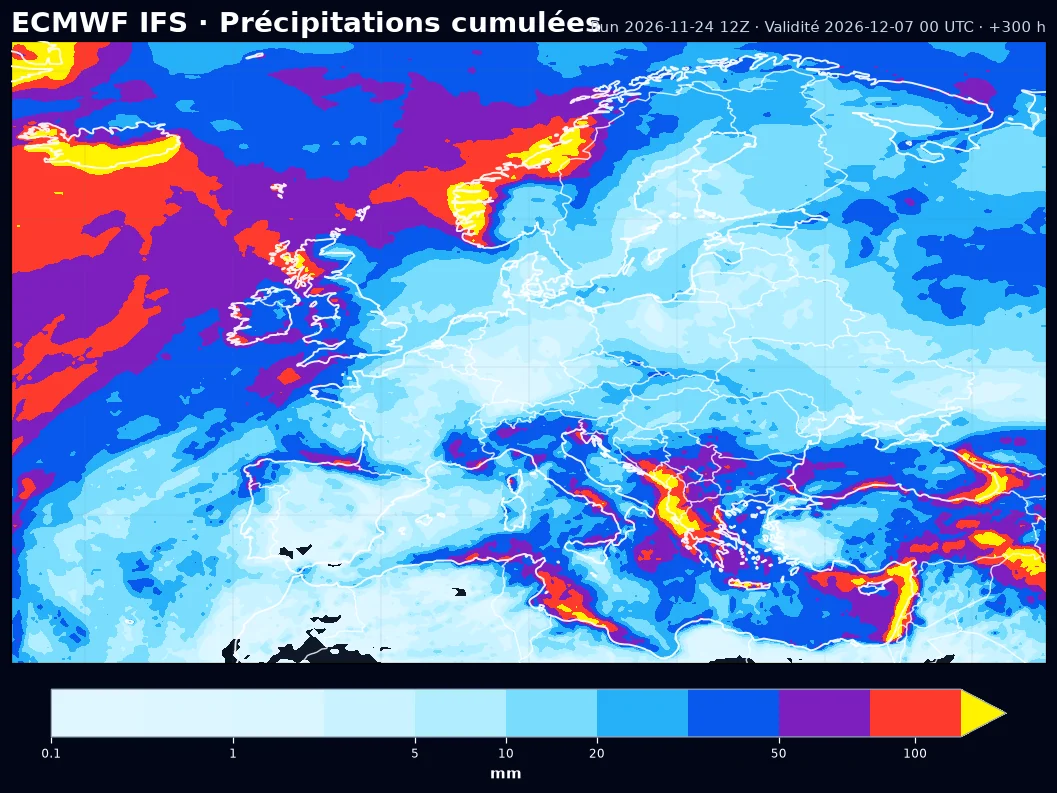 ECMWF IFS · Précipitations cumulées
Run 2026-11-24 12Z · Validité 2026-12-07 00 UTC · +300 h
0.1 1 5 10 20 50 100
mm